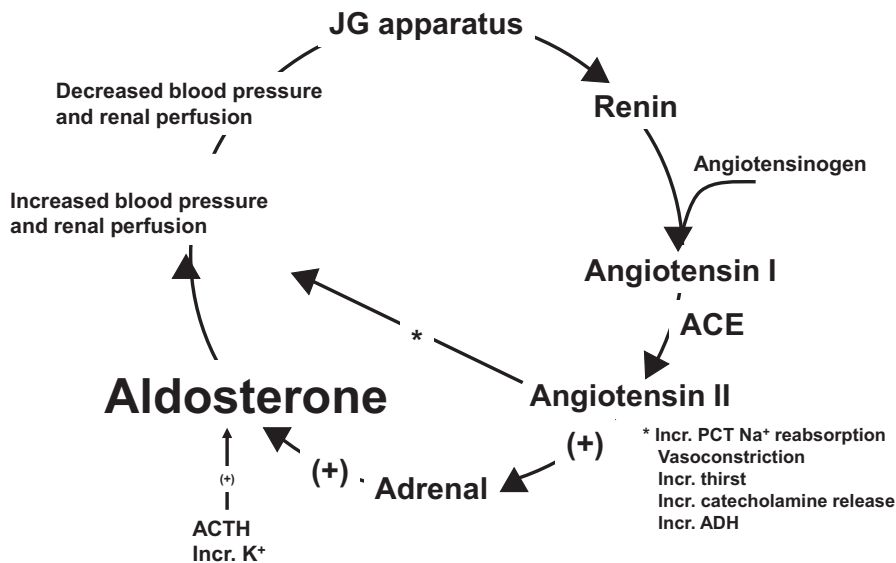 JG apparatus
Decreased blood pressure
and renal perfusion
Renin
Angiotensinogen
Increased blood pressure
and renal perfusion
Angiotensin I
ACE
*
Aldosterone
Angiotensin II
(+)
* Incr. PCT Na⁺ reabsorption
Vasoconstriction
Incr. thirst
Incr. catecholamine release
Incr. ADH
(+)
Adrenal
(+)
ACTH
Incr. K⁺